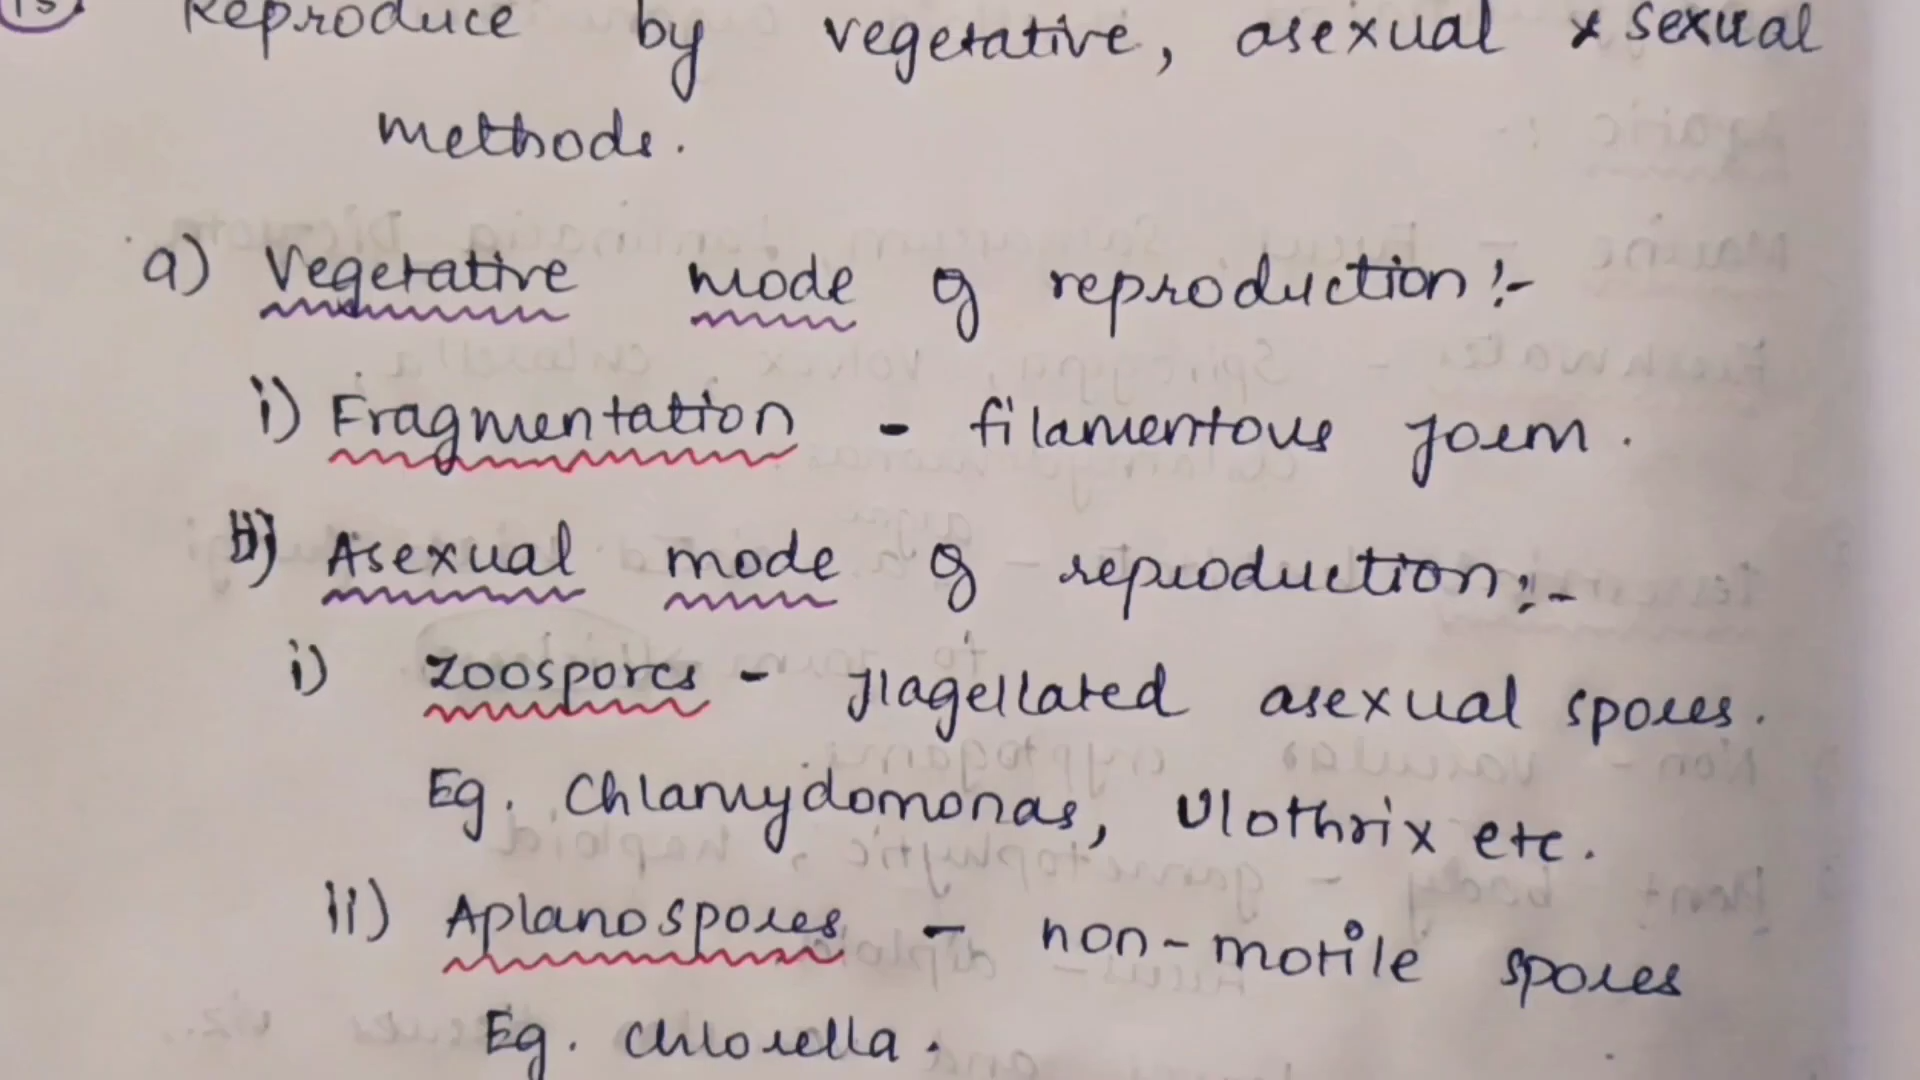 13. Reproduce by vegetative, asexual & sexual
methods.
a) Vegetative mode of reproduction:-
i) Fragmentation - filamentous form.
b) Asexual mode of reproduction:-
i) Zoospores - flagellated asexual spores.
Eg. Chlamydomonas, Ulothrix etc.
ii) Aplanospores - non-motile spores
Eg. Chlorella.